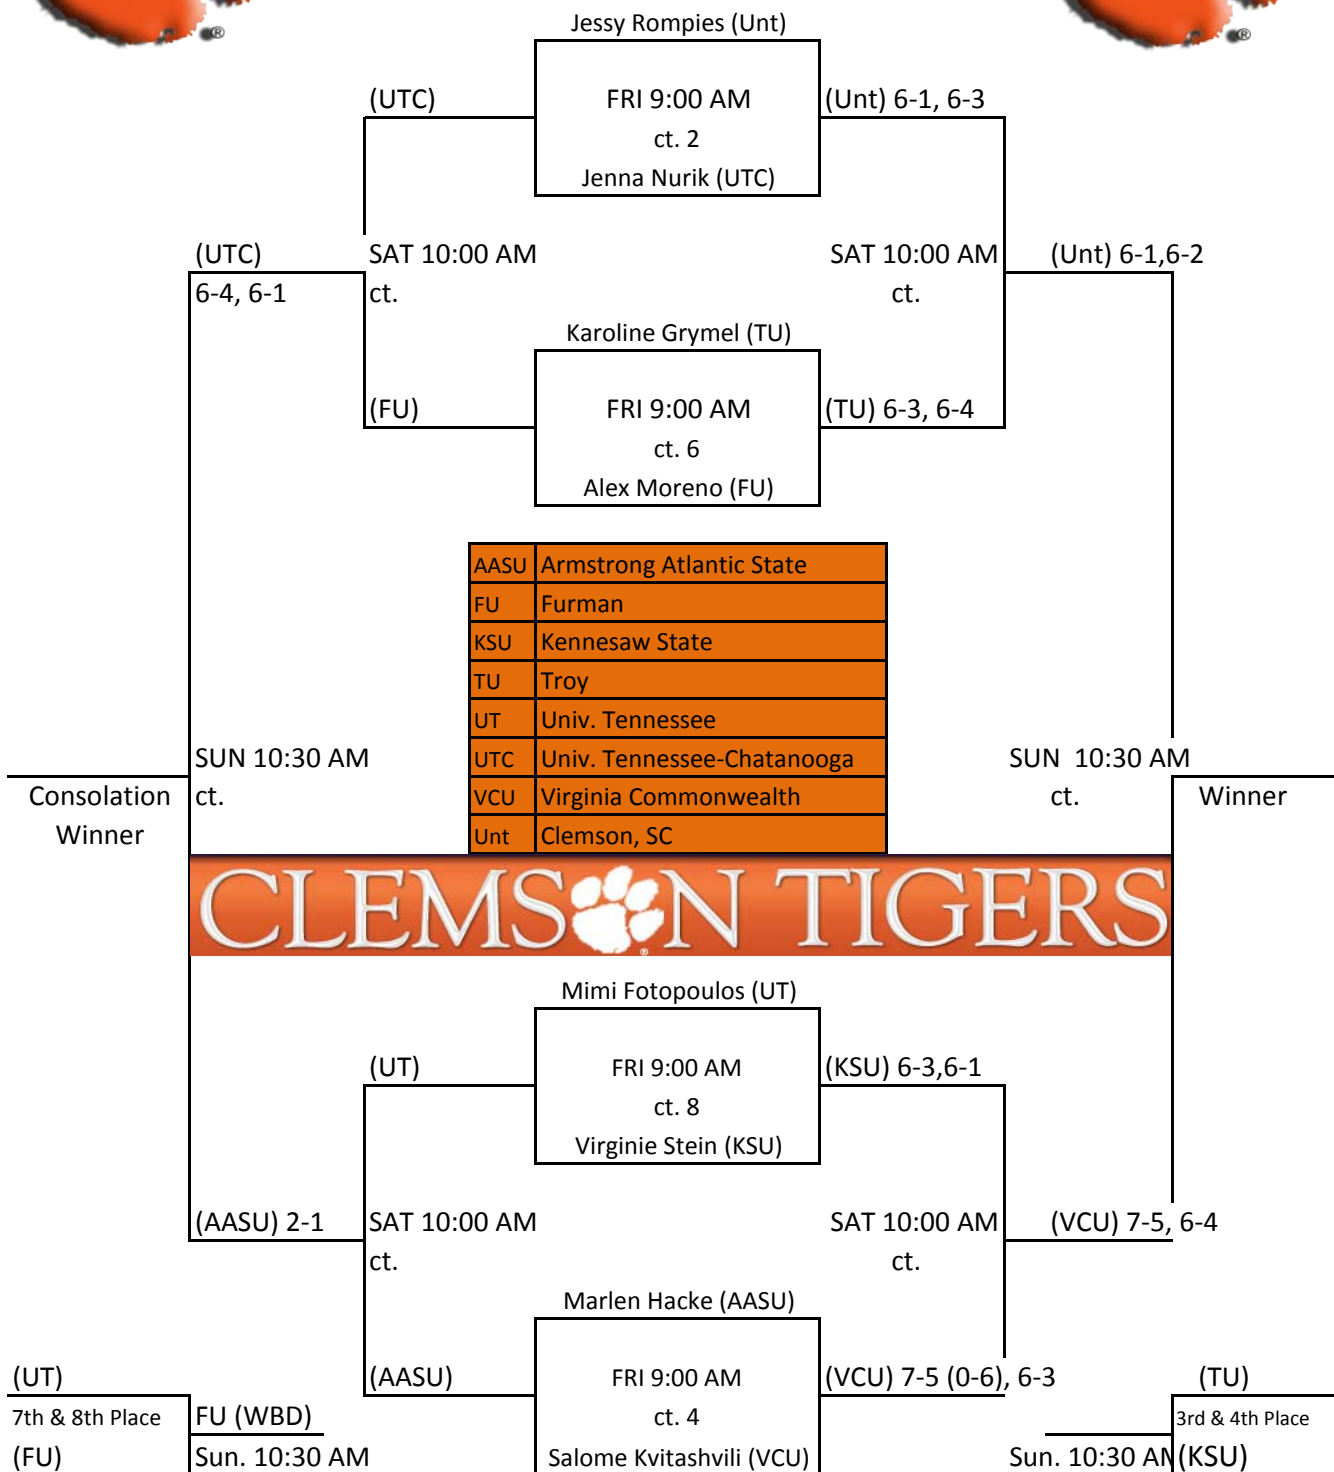 ® ®
Jessy Rompies (Unt)
(UTC) FRI 9:00 AM (Unt) 6-1, 6-3
ct. 2
Jenna Nurik (UTC)
(UTC) SAT 10:00 AM SAT 10:00 AM (Unt) 6-1,6-2
6-4, 6-1 ct. ct.
Karoline Grymel (TU)
(FU) FRI 9:00 AM (TU) 6-3, 6-4
ct. 6
Alex Moreno (FU)
AASU Armstrong Atlantic State
FU Furman
KSU Kennesaw State
TU Troy
UT Univ. Tennessee
SUN 10:30 AM UTC Univ. Tennessee-Chatanooga SUN 10:30 AM
Consolation ct. VCU Virginia Commonwealth ct. Winner
Winner Unt Clemson, SC
CLEMSON TIGERS
®
Mimi Fotopoulos (UT)
(UT) FRI 9:00 AM (KSU) 6-3,6-1
ct. 8
Virginie Stein (KSU)
(AASU) 2-1 SAT 10:00 AM SAT 10:00 AM (VCU) 7-5, 6-4
ct. ct.
Marlen Hacke (AASU)
(UT) (AASU) FRI 9:00 AM (VCU) 7-5 (0-6), 6-3 (TU)
7th & 8th Place FU (WBD) ct. 4 3rd & 4th Place
(FU) Sun. 10:30 AM Salome Kvitashvili (VCU) Sun. 10:30 AM (KSU)